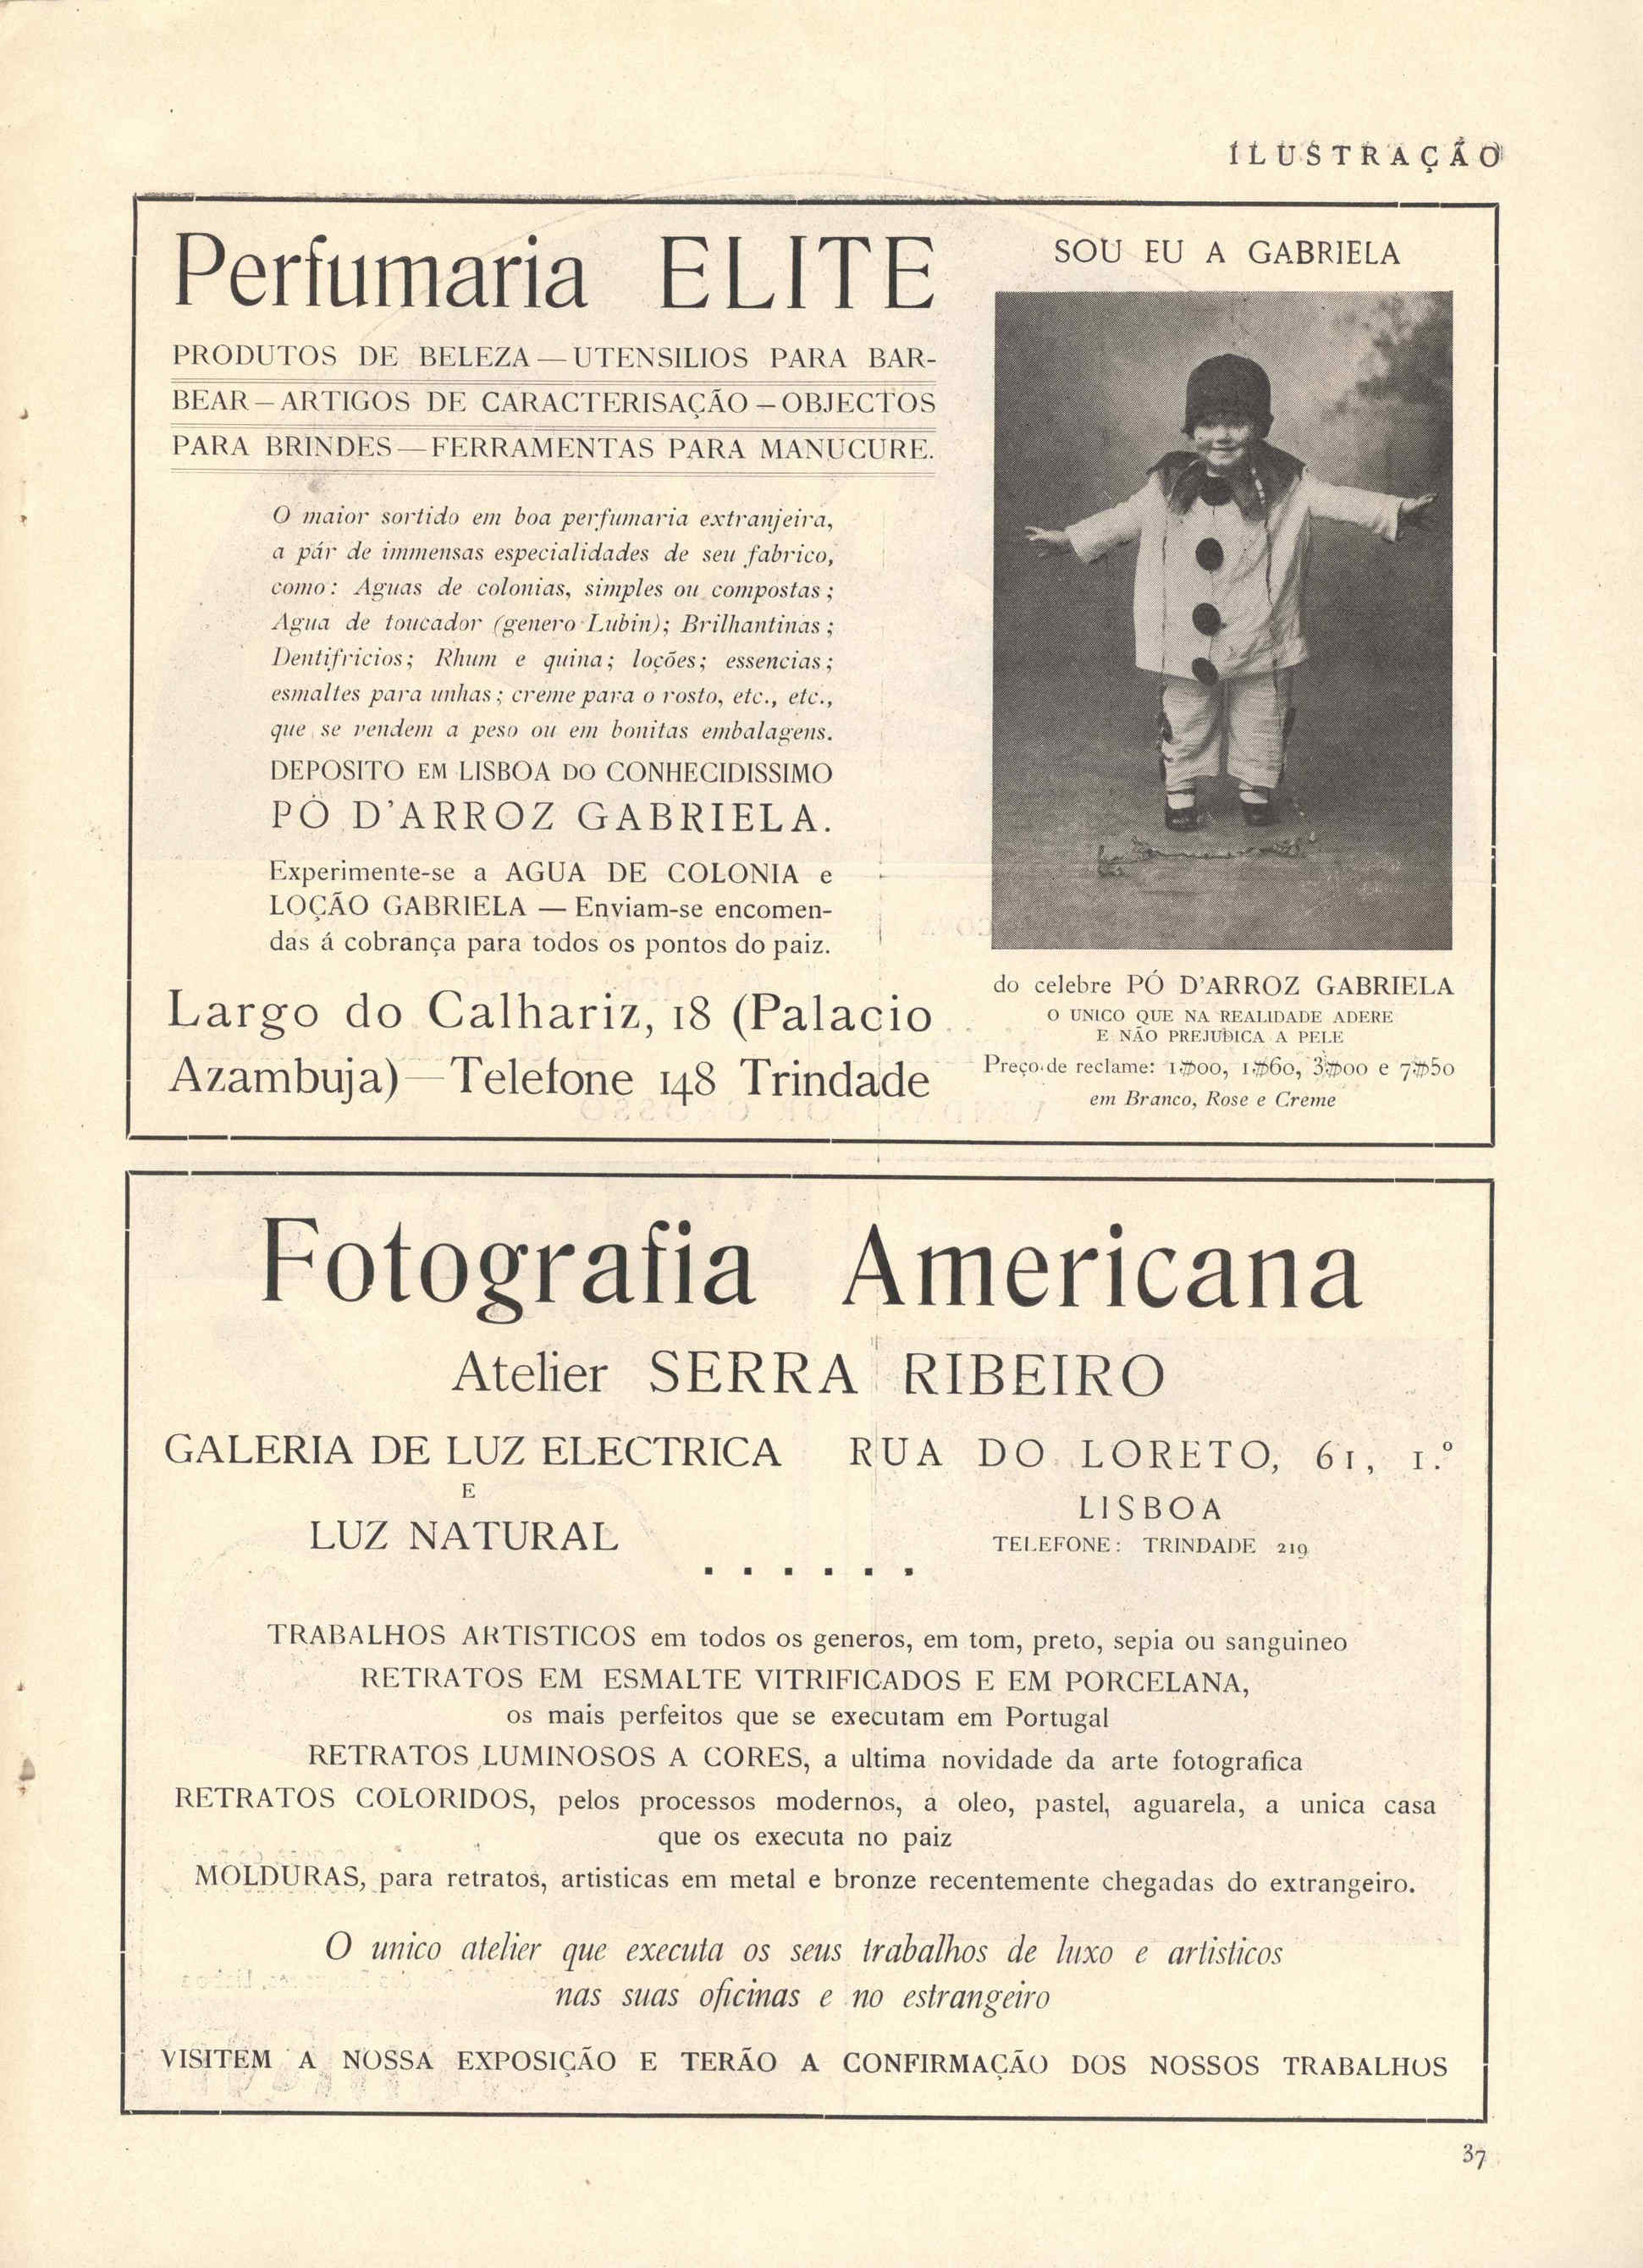 ILUSTRAÇÃO
Perfumaria ELITE
PRODUTOS DE BELEZA — UTENSILIOS PARA BAR-
BEAR — ARTIGOS DE CARACTERISAÇÃO — OBJECTOS
PARA BRINDES — FERRAMENTAS PARA MANUCURE.
O maior sortido em boa perfumaria extranjeira,
a pár de immensas especialidades de seu fabrico,
como: Aguas de colonias, simples ou compostas;
Agua de toucador (genero Lubin); Brilhantinas;
Dentifricios; Rhum e quina; loções; essencias;
esmaltes para unhas; creme para o rosto, etc., etc.,
que se vendem a peso ou em bonitas embalagens.
DEPOSITO EM LISBOA DO CONHECIDISSIMO
PÓ D'ARROZ GABRIELA.
Experimente-se a AGUA DE COLONIA e
LOÇÃO GABRIELA — Enviam-se encomen-
das á cobrança para todos os pontos do paiz.
Largo do Calhariz, 18 (Palacio
Azambuja) — Telefone 148 Trindade
SOU EU A GABRIELA
do celebre PÓ D'ARROZ GABRIELA
O UNICO QUE NA REALIDADE ADERE
E NÃO PREJUDICA A PELE
Preço de reclame: 1$00, 1$60, 3$00 e 7$50
em Branco, Rose e Creme
Fotografia Americana
Atelier SERRA RIBEIRO
GALERIA DE LUZ ELECTRICA
E
LUZ NATURAL
RUA DO LORETO, 61, 1.º
LISBOA
TELEFONE: TRINDADE 219
TRABALHOS ARTISTICOS em todos os generos, em tom, preto, sepia ou sanguineo
RETRATOS EM ESMALTE VITRIFICADOS E EM PORCELANA,
os mais perfeitos que se executam em Portugal
RETRATOS LUMINOSOS A CORES, a ultima novidade da arte fotografica
RETRATOS COLORIDOS, pelos processos modernos, a oleo, pastel, aguarela, a unica casa
que os executa no paiz
MOLDURAS, para retratos, artisticas em metal e bronze recentemente chegadas do extrangeiro.
O unico atelier que executa os seus trabalhos de luxo e artisticos
nas suas oficinas e no estrangeiro
VISITEM A NOSSA EXPOSIÇÃO E TERÃO A CONFIRMAÇÃO DOS NOSSOS TRABALHOS
37